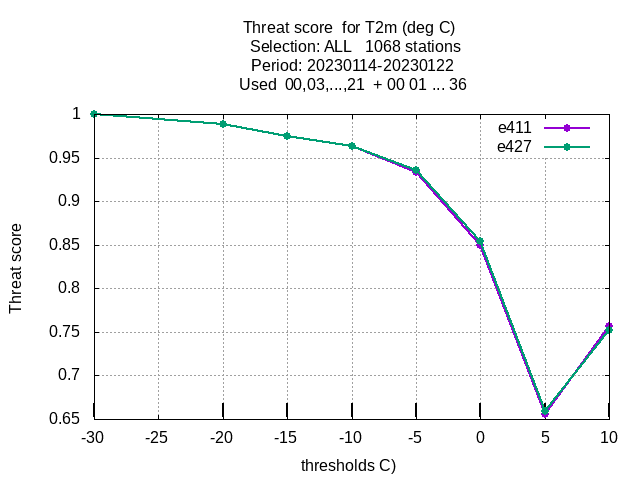 Threat score  for T2m (deg C)
Selection: ALL   1068 stations
Period: 20230114-20230122
Used  00,03,...,21  + 00 01 ... 36
e411
e427
1
0.95
0.9
0.85
0.8
0.75
0.7
0.65
Threat score
-30 -25 -20 -15 -10 -5 0 5 10
thresholds C)